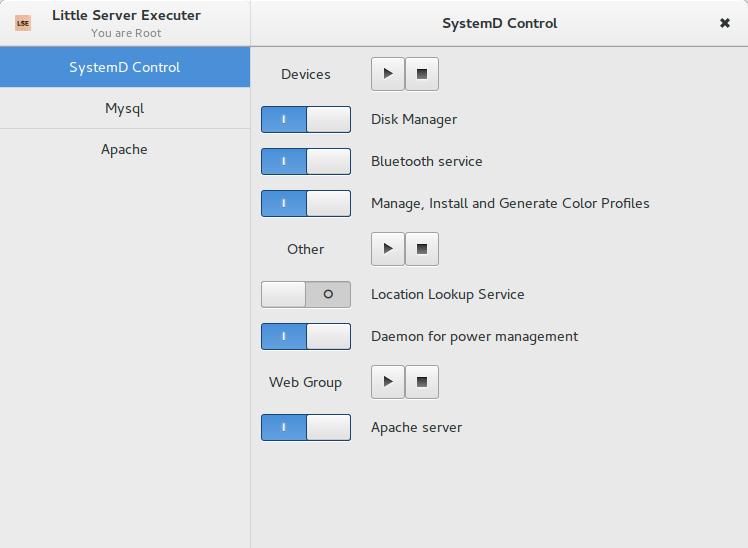 LSE
Little Server Executer
You are Root
SystemD Control
SystemD Control
Mysql
Apache
Devices
Disk Manager
Bluetooth service
Manage, Install and Generate Color Profiles
Other
Location Lookup Service
Daemon for power management
Web Group
Apache server